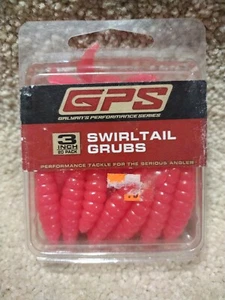 GPS
GALYAN'S PERFORMANCE SERIES
3
INCH
20 PACK
SWIRLTAIL
GRUBS
PERFORMANCE TACKLE FOR THE SERIOUS ANGLER